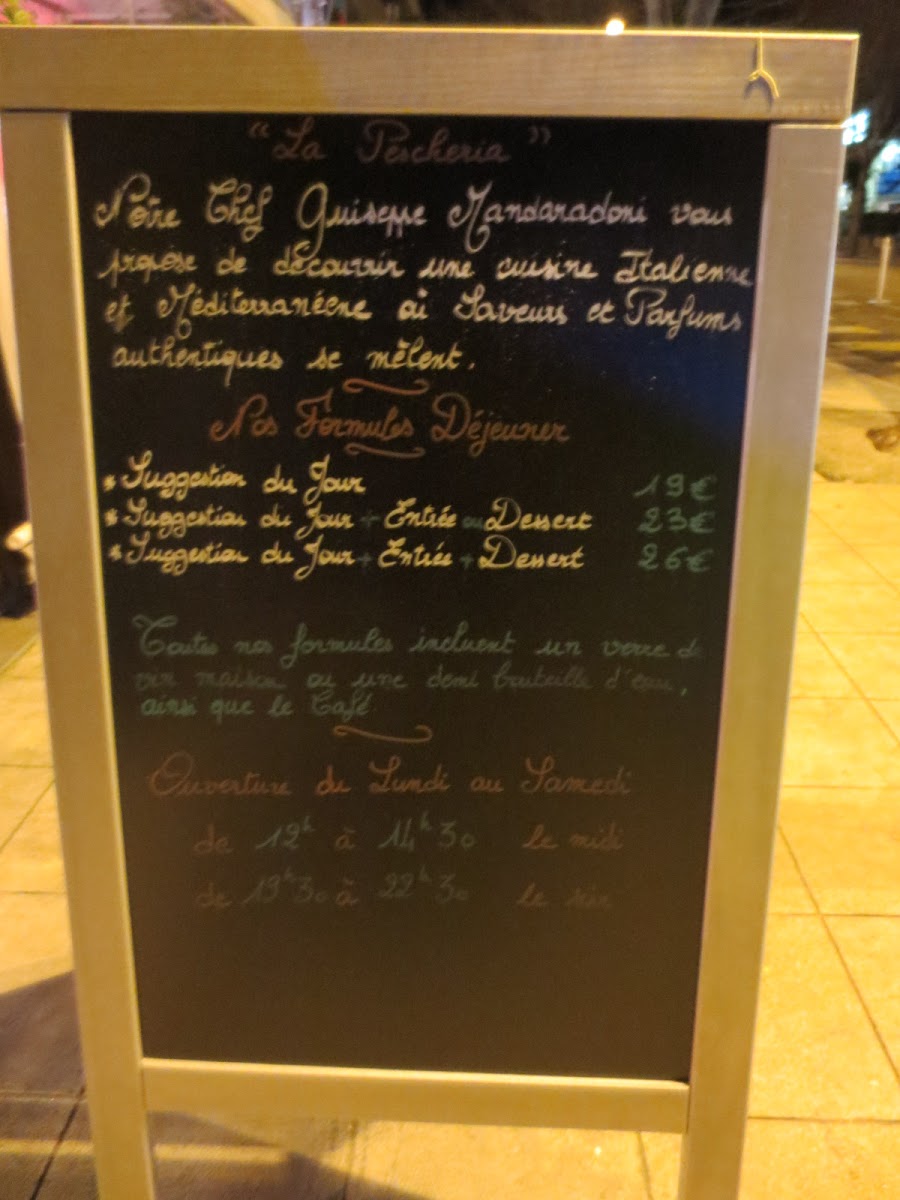 “La Pescheria”
Notre Chef Guiseppe Mandaradoni vous
propose de découvrir une cuisine Italienne
et Méditerranéene où Saveurs et Parfums
authentiques se mêlent.
Nos Formules Déjeuner
* Suggestion du Jour 19€
* Suggestion du Jour + Entrée ou Dessert 23€
* Suggestion du Jour + Entrée + Dessert 26€
Toutes nos formules incluent un verre de
vin maison ou une demi bouteille d'eau,
ainsi que le Café
Ouverture du Lundi au Samedi
de 12h à 14h30 le midi
de 19h30 à 22h30 le soir